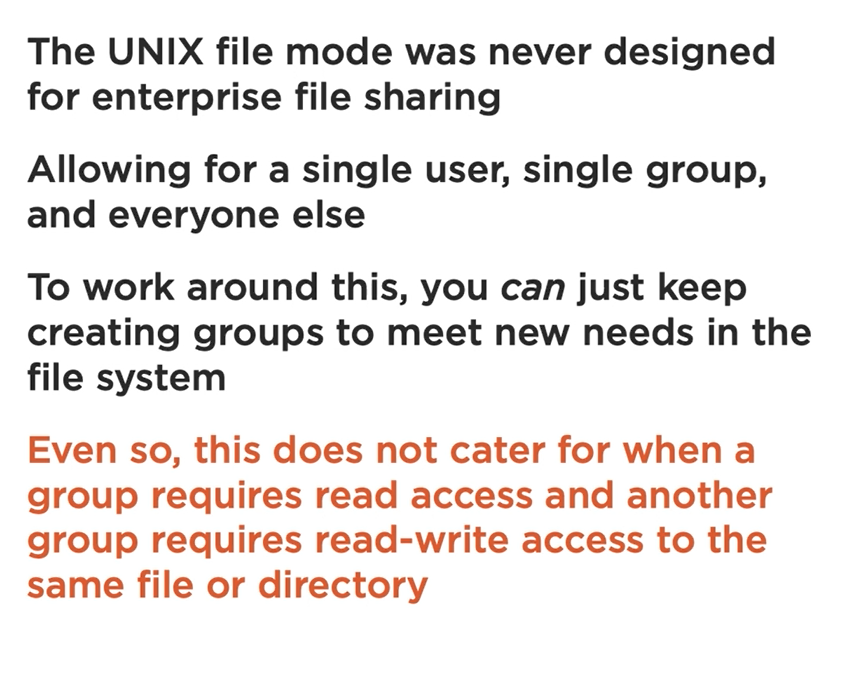 The UNIX file mode was never designed
for enterprise file sharing
Allowing for a single user, single group,
and everyone else
To work around this, you can just keep
creating groups to meet new needs in the
file system
Even so, this does not cater for when a
group requires read access and another
group requires read-write access to the
same file or directory